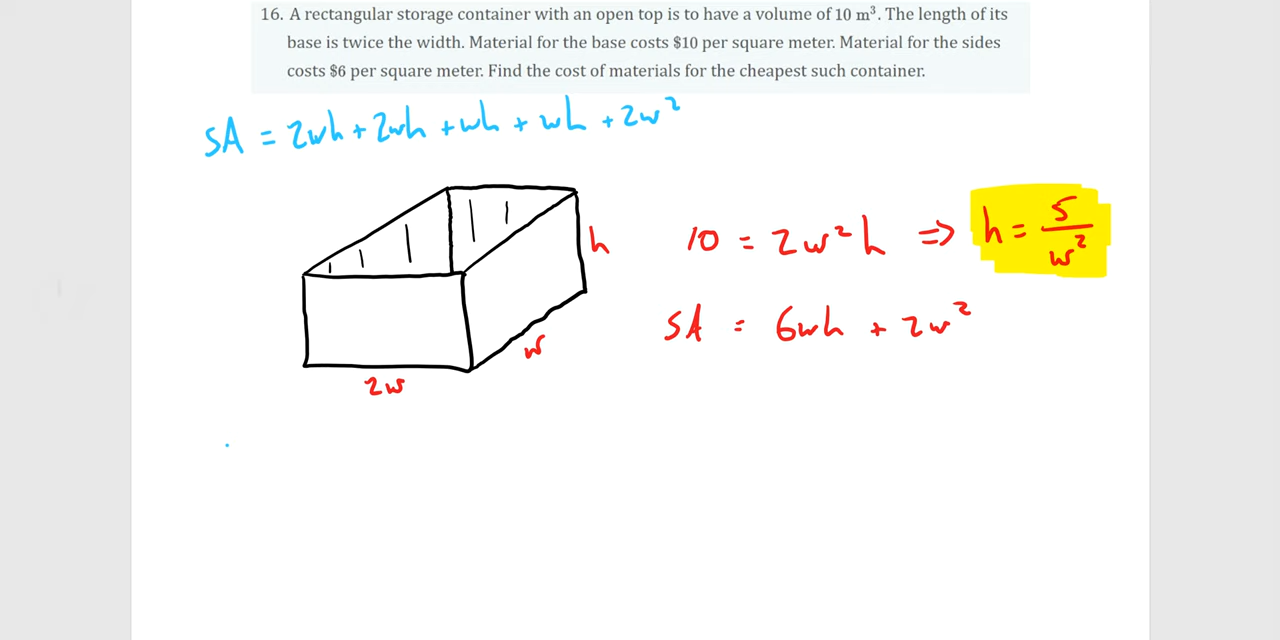 16. A rectangular storage container with an open top is to have a volume of 10 m³. The length of its
base is twice the width. Material for the base costs $10 per square meter. Material for the sides
costs $6 per square meter. Find the cost of materials for the cheapest such container.
SA = 2wh + 2wh + wh + wh + 2w²
h
10 = 2w²h ⇒ h = 5/w²
SA = 6wh + 2w²
w
2w